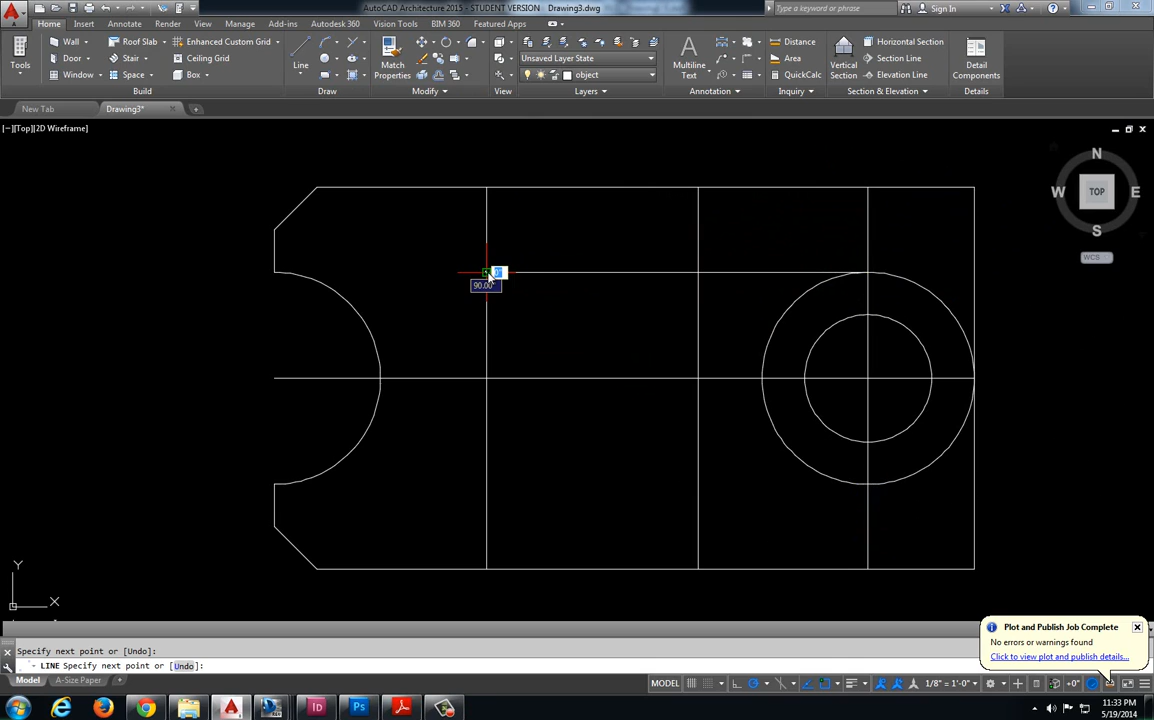 AutoCAD Architecture 2015 - STUDENT VERSION Drawing3.dwg
Type a keyword or phrase
Sign In
Home Insert Annotate Render View Manage Add-ins Autodesk 360 Vision Tools BIM 360 Featured Apps
Tools
Wall
Door
Window
Roof Slab
Stair
Space
Enhanced Custom Grid
Ceiling Grid
Box
Line
Match
Properties
Unsaved Layer State
object
Multiline
Text
Distance
Area
QuickCalc
Vertical
Section
Horizontal Section
Section Line
Elevation Line
Detail
Components
Build Draw Modify View Layers Annotation Inquiry Section & Elevation Details
New Tab Drawing3*
[−][Top][2D Wireframe]
N
W TOP E
S
WCS
0"
90.00°
Y
X
Plot and Publish Job Complete
No errors or warnings found
Click to view plot and publish details...
Specify next point or [Undo]:
LINE Specify next point or [Undo]:
Model A-Size Paper +
MODEL 1/8" = 1'-0" +0"
Id Ps
11:33 PM
5/19/2014